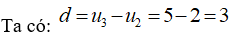 Ta có: d = u₃ − u₂ = 5 − 2 = 3